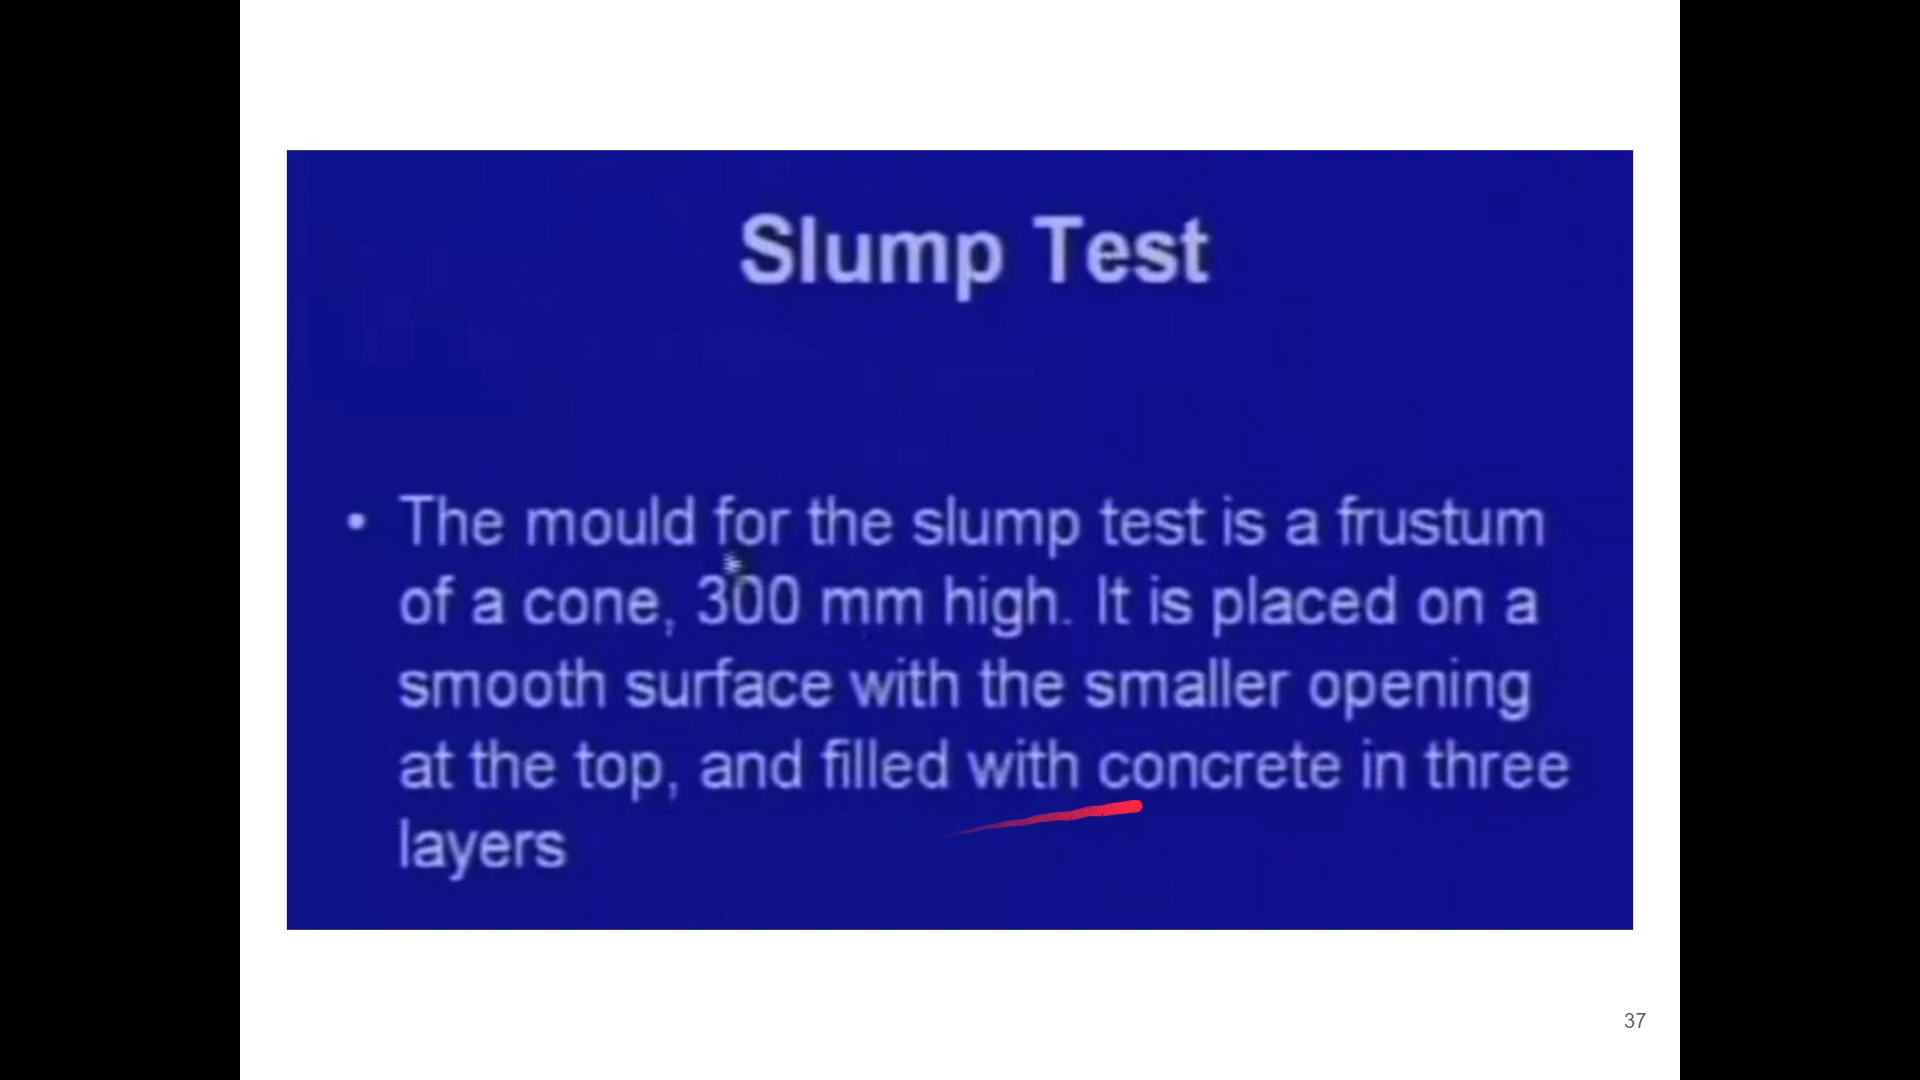 Slump Test
• The mould for the slump test is a frustum
of a cone, 300 mm high. It is placed on a
smooth surface with the smaller opening
at the top, and filled with concrete in three
layers
37